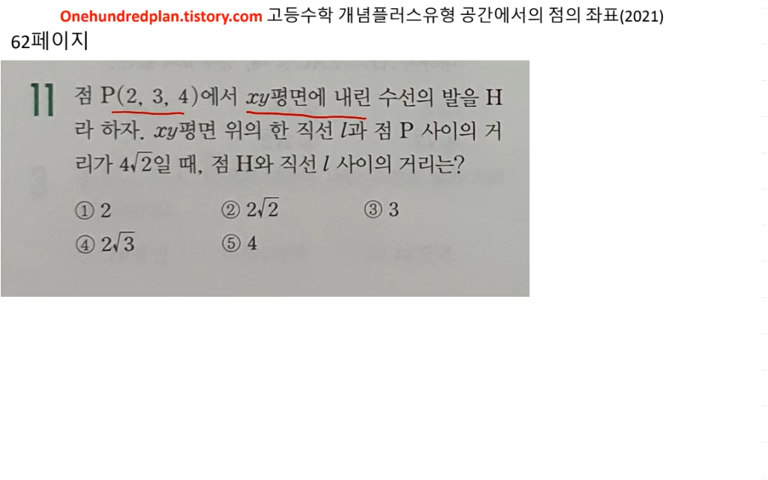 Onehundredplan.tistory.com 고등수학 개념플러스유형 공간에서의 점의 좌표(2021)
62페이지
11 점 P(2, 3, 4)에서 xy평면에 내린 수선의 발을 H
라 하자. xy평면 위의 한 직선 l과 점 P 사이의 거
리가 4√2일 때, 점 H와 직선 l 사이의 거리는?
① 2 ② 2√2 ③ 3
④ 2√3 ⑤ 4